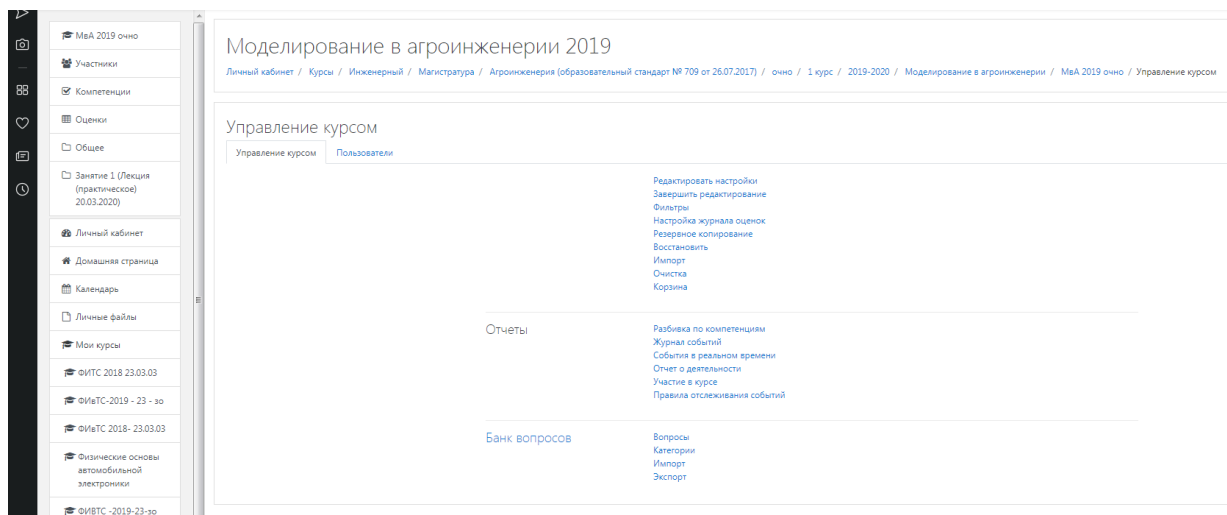 МвА 2019 очно
Участники
Компетенции
Оценки
Общее
Занятие 1 (Лекция
(практическое)
20.03.2020)
Личный кабинет
Домашняя страница
Календарь
Личные файлы
Мои курсы
ФИТС 2018 23.03.03
ФИвТС-2019 - 23 - зо
ФИвТС 2018- 23.03.03
Физические основы
автомобильной
электроники
ФИВТС -2019-23-зо
Моделирование в агроинженерии 2019
Личный кабинет / Курсы / Инженерный / Магистратура / Агроинженерия (образовательный стандарт № 709 от 26.07.2017) / очно / 1 курс / 2019-2020 / Моделирование в агроинженерии / МвА 2019 очно / Управление курсом
Управление курсом
Управление курсом Пользователи
Редактировать настройки
Завершить редактирование
Фильтры
Настройка журнала оценок
Резервное копирование
Восстановить
Импорт
Очистка
Корзина
Отчеты
Разбивка по компетенциям
Журнал событий
События в реальном времени
Отчет о деятельности
Участие в курсе
Правила отслеживания событий
Банк вопросов
Вопросы
Категории
Импорт
Экспорт